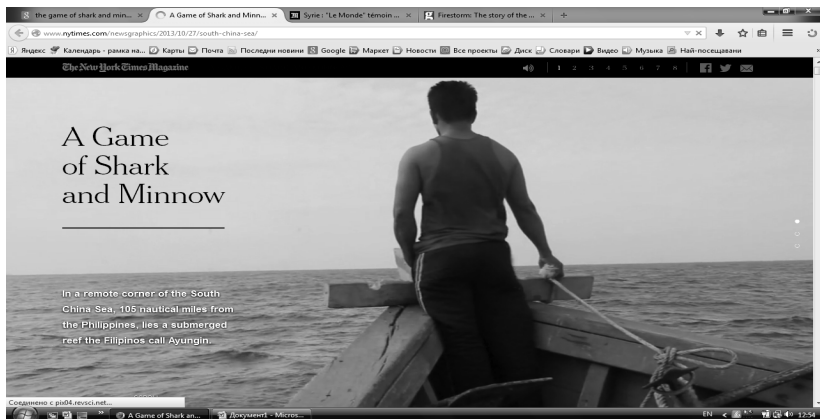 the game of shark and min...
A Game of Shark and Minn...
Syrie : "Le Monde" témoin ...
Firestorm: The story of the ...
www.nytimes.com/newsgraphics/2013/10/27/south-china-sea/
Яндекс Календарь - рамка на... Карты Почта Последни новини Google Маркет Новости Все проекты Диск Словари Видео Музыка Най-посещавани
The New York Times Magazine
1 2 3 4 5 6 7 8
A Game
of Shark
and Minnow
In a remote corner of the South
China Sea, 105 nautical miles from
the Philippines, lies a submerged
reef the Filipinos call Ayungin.
Соединено с pix04.revsci.net...
A Game of Shark an...
Документ1 - Micros...
EN
12:54